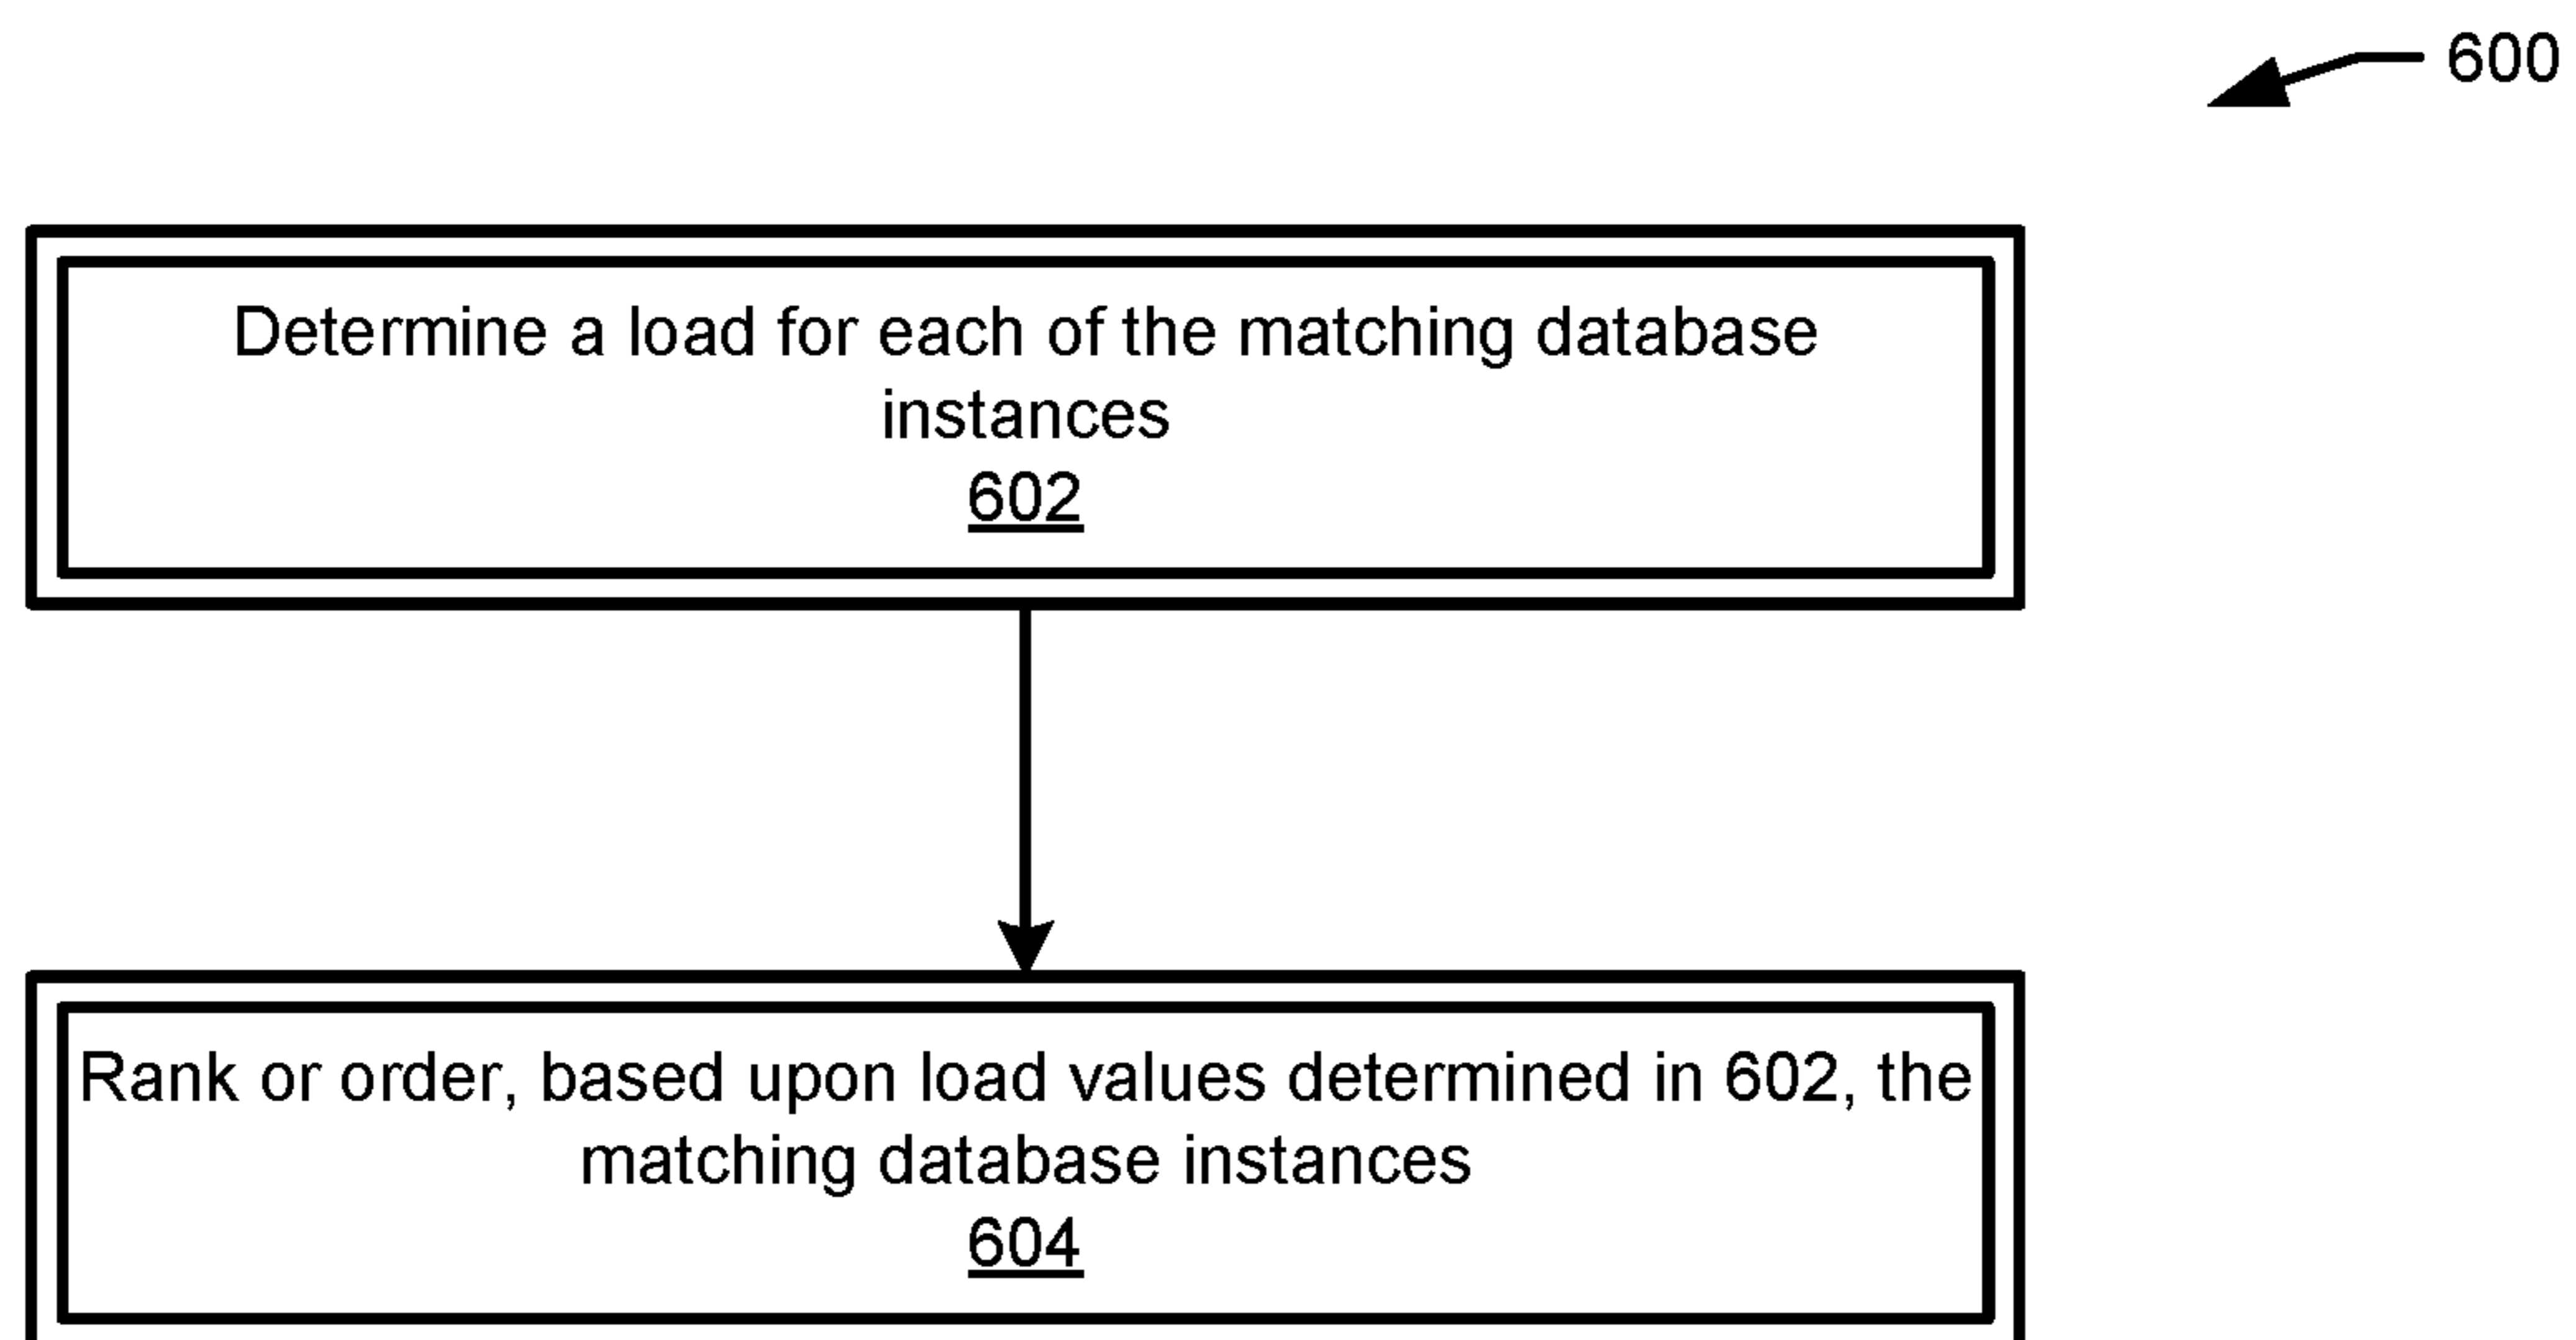 600
Determine a load for each of the matching database
instances
602
Rank or order, based upon load values determined in 602, the
matching database instances
604